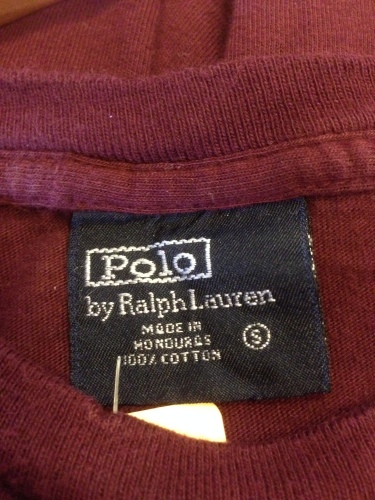 Polo
by Ralph Lauren
MADE IN
HONDURAS
100% COTTON
S